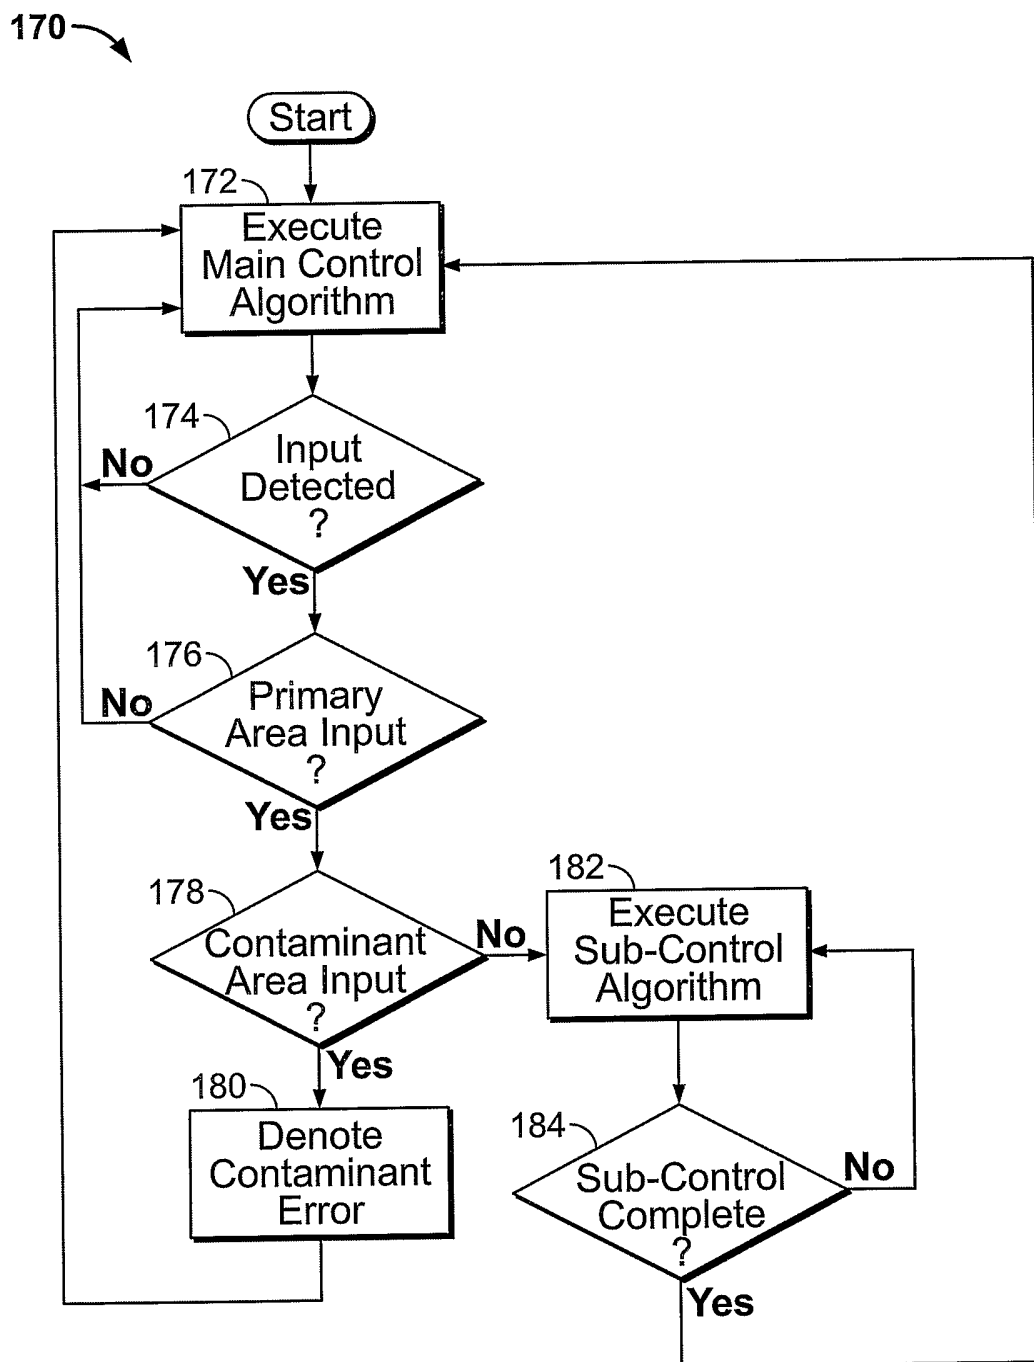 170
Start
172
Execute
Main Control
Algorithm
174
Input
Detected
?
No
Yes
176
Primary
Area Input
?
No
Yes
178
Contaminant
Area Input
?
No
Yes
182
Execute
Sub-Control
Algorithm
180
Denote
Contaminant
Error
184
Sub-Control
Complete
?
No
Yes